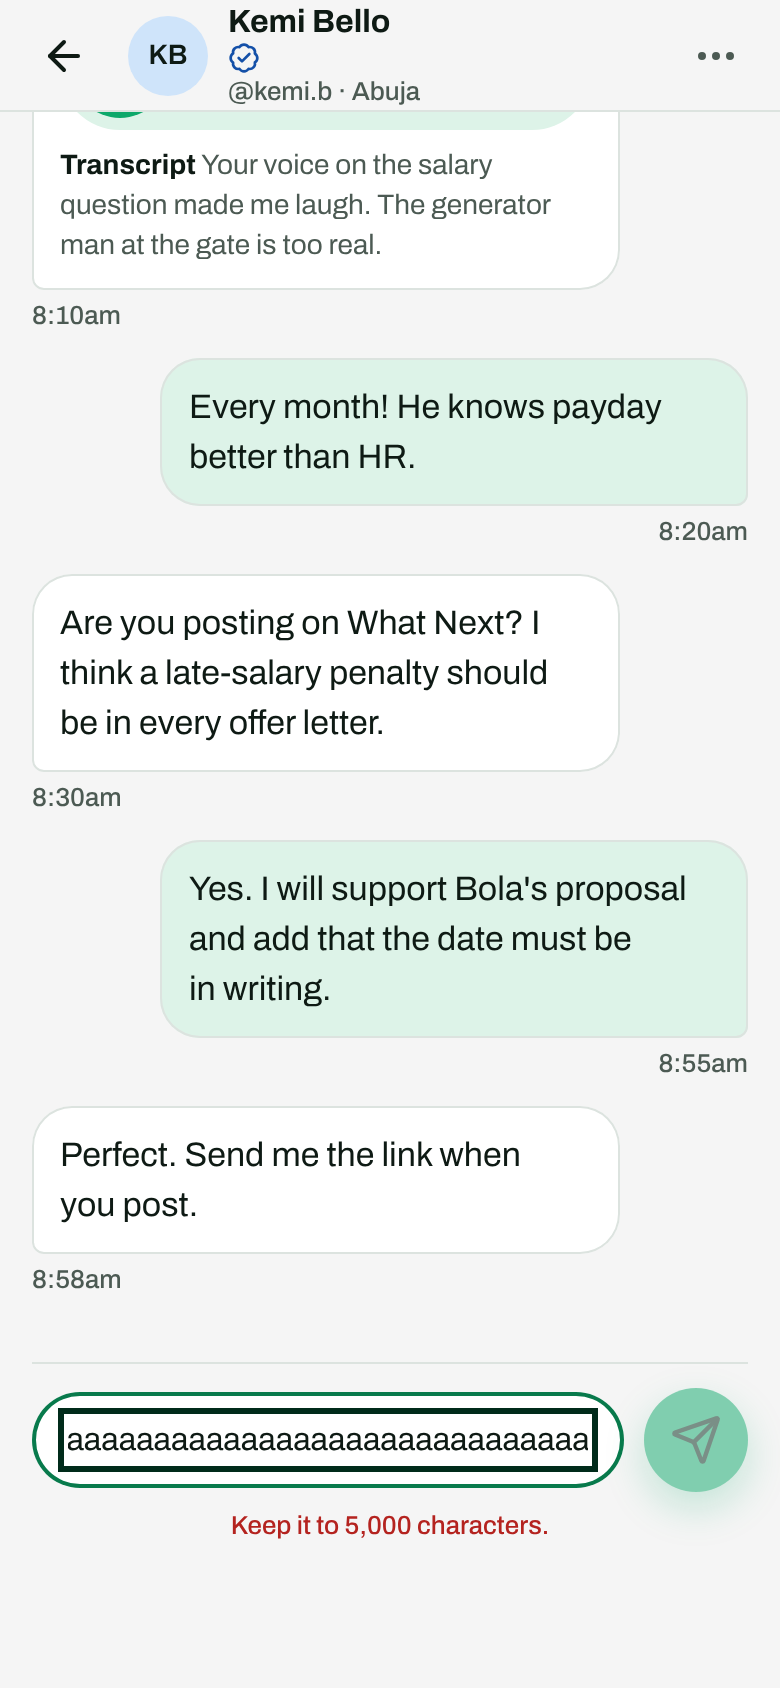 Kemi Bello
KB
@kemi.b · Abuja
Transcript Your voice on the salary
question made me laugh. The generator
man at the gate is too real.
8:10am
Every month! He knows payday
better than HR.
8:20am
Are you posting on What Next? I
think a late-salary penalty should
be in every offer letter.
8:30am
Yes. I will support Bola's proposal
and add that the date must be
in writing.
8:55am
Perfect. Send me the link when
you post.
8:58am
aaaaaaaaaaaaaaaaaaaaaaaaaaaaaa
Keep it to 5,000 characters.